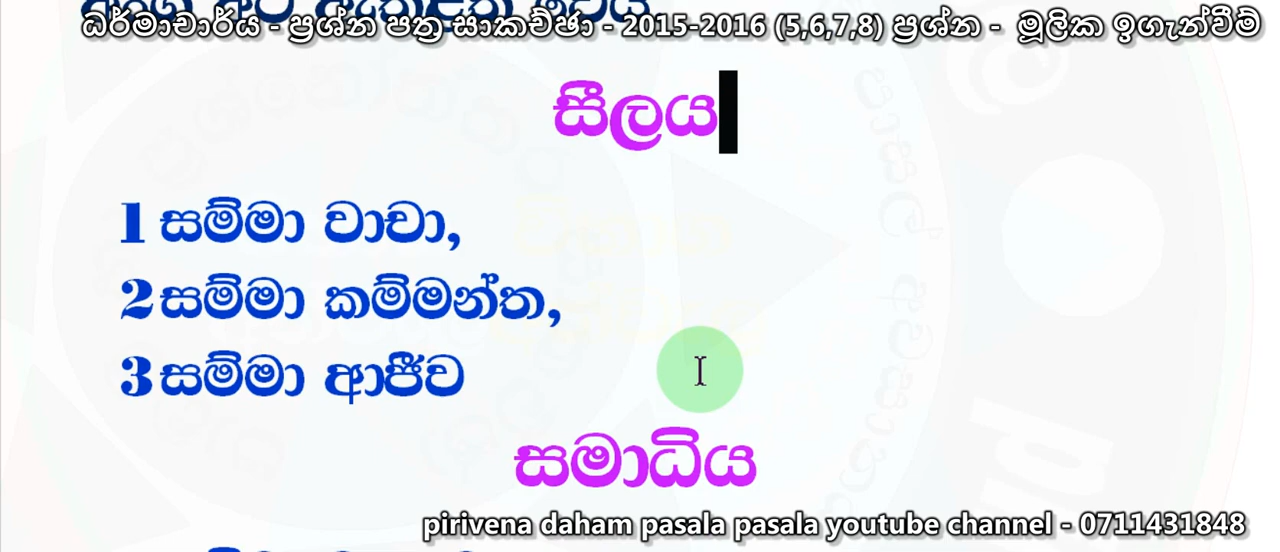 ධර්මාචාර්ය - ප්‍රශ්න පත්‍ර සාකච්ඡා - 2015-2016 (5,6,7,8) ප්‍රශ්න - මූලික ඉගැන්වීම්
සීලය
1 සම්මා වාචා,
2 සම්මා කම්මන්ත,
3 සම්මා ආජීව
සමාධිය
pirivena daham pasala pasala youtube channel - 0711431848